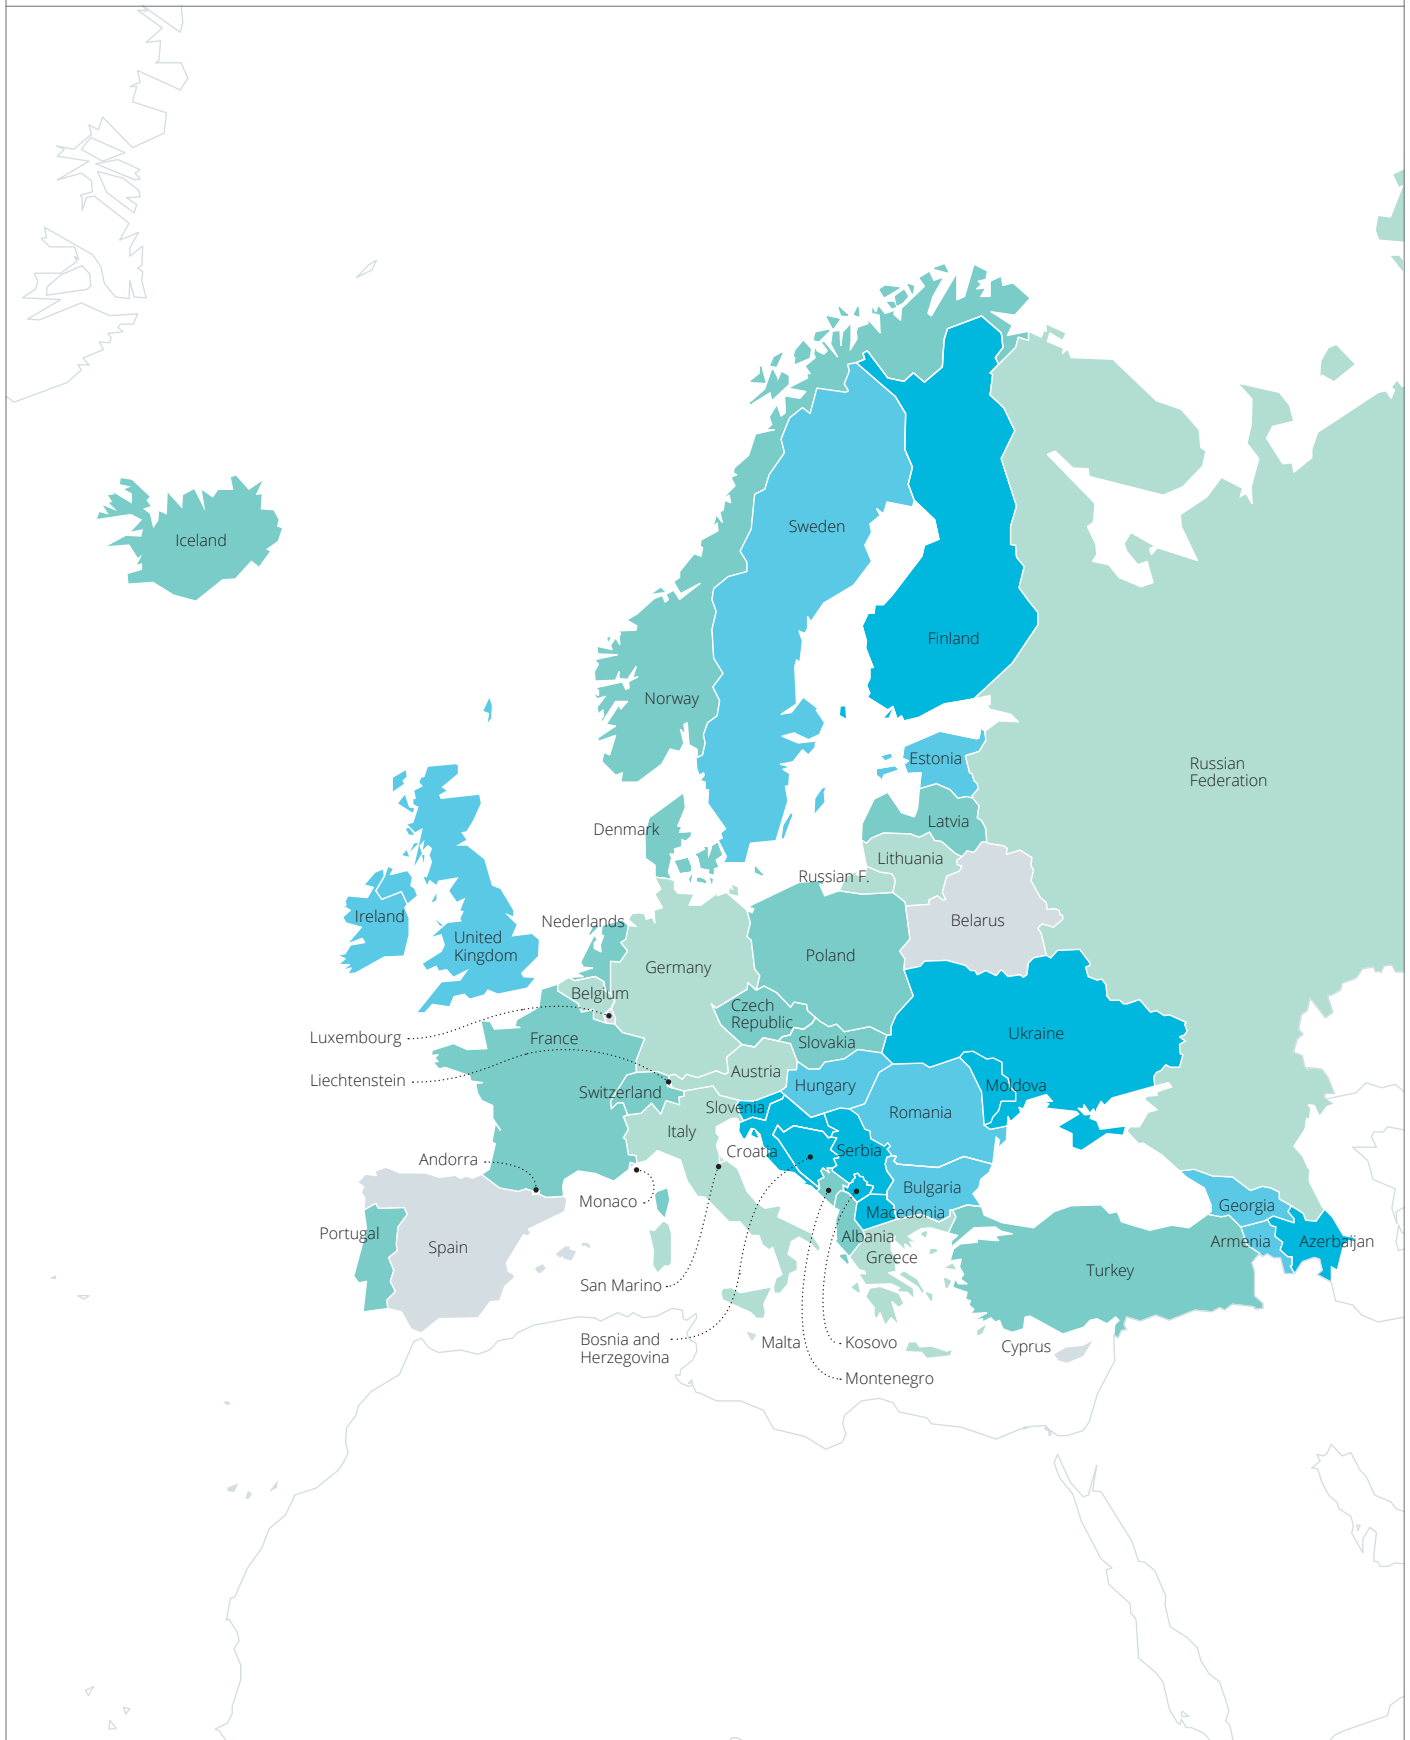 Iceland
Sweden
Finland
Norway
Estonia
Russian
Federation
Latvia
Denmark
Lithuania
Russian F.
Ireland
Nederlands
Belarus
United
Kingdom
Poland
Germany
Belgium
Czech
Republic
Luxembourg
France
Ukraine
Slovakia
Liechtenstein
Austria
Switzerland
Hungary
Moldova
Slovenia
Romania
Italy
Croatia
Serbia
Andorra
Bulgaria
Monaco
Georgia
Macedonia
Portugal
Albania
Armenia
Azerbaijan
Spain
Greece
Turkey
San Marino
Bosnia and
Herzegovina
Malta
Kosovo
Cyprus
Montenegro